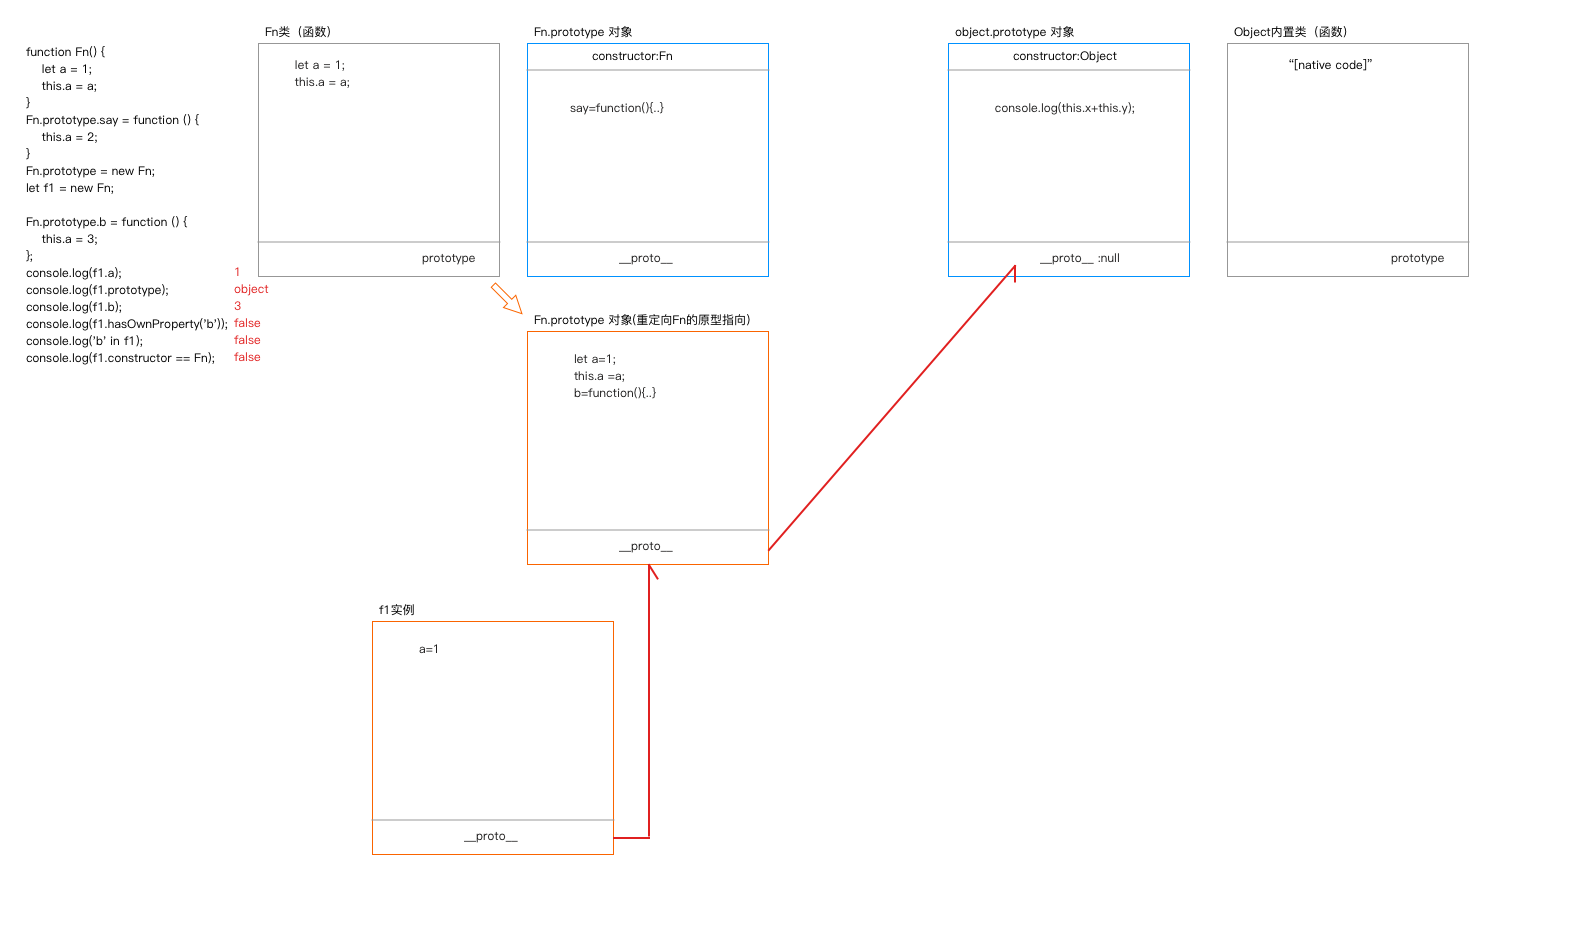 function Fn() {
let a = 1;
this.a = a;
}
Fn.prototype.say = function () {
this.a = 2;
}
Fn.prototype = new Fn;
let f1 = new Fn;
Fn.prototype.b = function () {
this.a = 3;
};
console.log(f1.a); 1
console.log(f1.prototype); object
console.log(f1.b); 3
console.log(f1.hasOwnProperty('b')); false
console.log('b' in f1); false
console.log(f1.constructor == Fn); false
Fn类（函数）
let a = 1;
this.a = a;
prototype
Fn.prototype 对象
constructor:Fn
say=function(){..}
__proto__
object.prototype 对象
constructor:Object
console.log(this.x+this.y);
__proto__ :null
Object内置类（函数）
“[native code]”
prototype
Fn.prototype 对象(重定向Fn的原型指向)
let a=1;
this.a =a;
b=function(){..}
__proto__
f1实例
a=1
__proto__